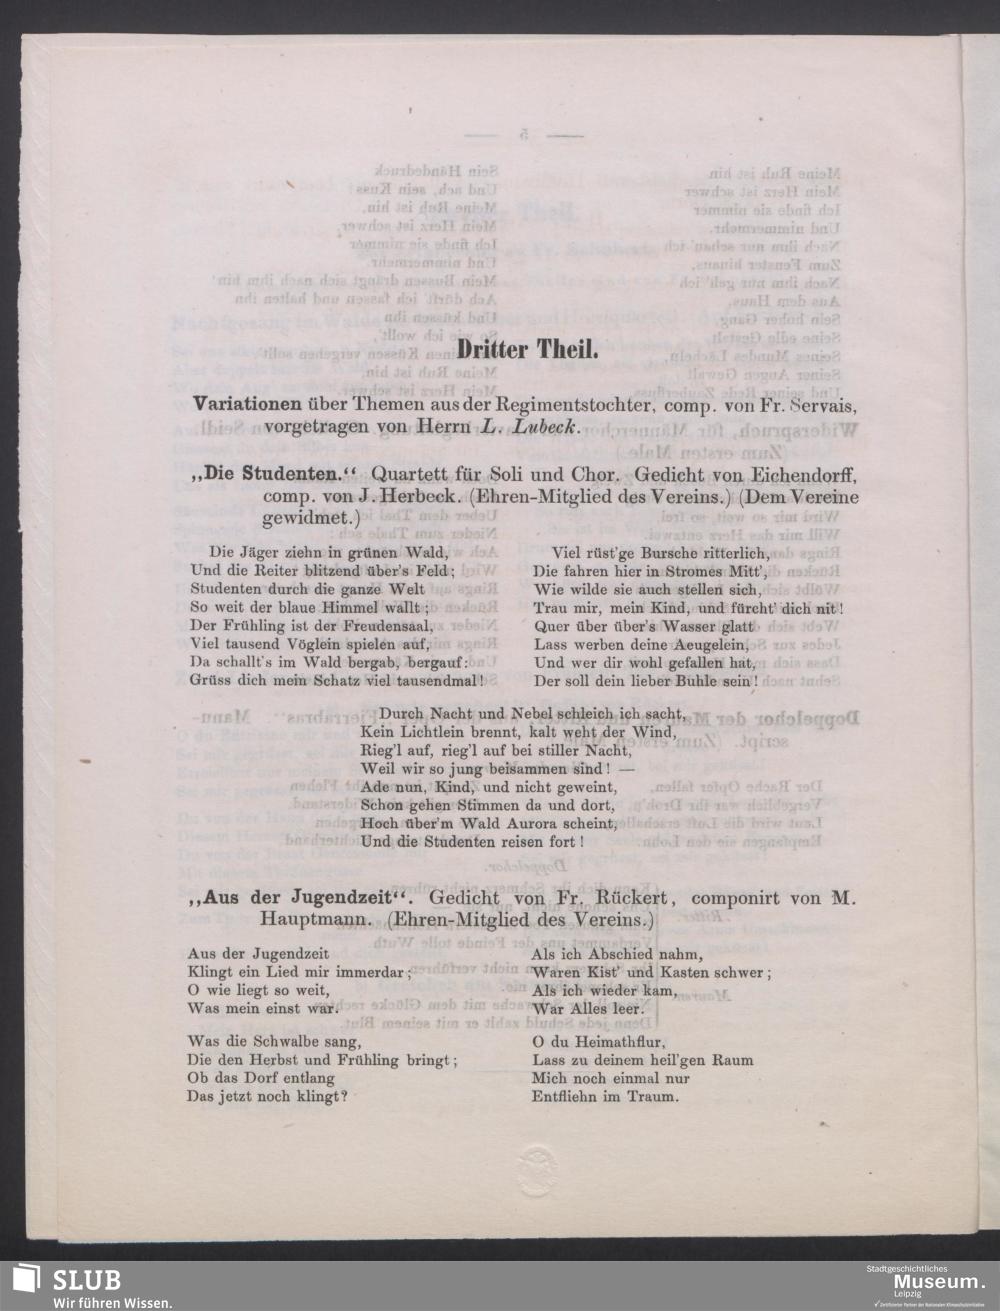 Dritter Theil.
Variationen über Themen aus der Regimentstochter, comp. von Fr. Servais,
vorgetragen von Herrn L. Lubeck.
„Die Studenten.“ Quartett für Soli und Chor. Gedicht von Eichendorff,
comp. von J. Herbeck. (Ehren-Mitglied des Vereins.) (Dem Vereine
gewidmet.)
Die Jäger ziehn in grünen Wald,
Und die Reiter blitzend über's Feld;
Studenten durch die ganze Welt
So weit der blaue Himmel wallt;
Der Frühling ist der Freudensaal,
Viel tausend Vöglein spielen auf,
Da schallt's im Wald bergab, bergauf:
Grüss dich mein Schatz viel tausendmal!
Viel rüst'ge Bursche ritterlich,
Die fahren hier in Stromes Mitt',
Wie wilde sie auch stellen sich,
Trau mir, mein Kind, und fürcht' dich nit!
Quer über über's Wasser glatt
Lass werben deine Aeugelein,
Und wer dir wohl gefallen hat,
Der soll dein lieber Buhle sein!
Durch Nacht und Nebel schleich ich sacht,
Kein Lichtlein brennt, kalt weht der Wind,
Rieg'l auf, rieg'l auf bei stiller Nacht,
Weil wir so jung beisammen sind! —
Ade nun, Kind, und nicht geweint,
Schon gehen Stimmen da und dort,
Hoch über'm Wald Aurora scheint,
Und die Studenten reisen fort!
„Aus der Jugendzeit“. Gedicht von Fr. Rückert, componirt von M.
Hauptmann. (Ehren-Mitglied des Vereins.)
Aus der Jugendzeit
Klingt ein Lied mir immerdar;
O wie liegt so weit,
Was mein einst war.
Was die Schwalbe sang,
Die den Herbst und Frühling bringt;
Ob das Dorf entlang
Das jetzt noch klingt?
Als ich Abschied nahm,
Waren Kist' und Kasten schwer;
Als ich wieder kam,
War Alles leer.
O du Heimathflur,
Lass zu deinem heil'gen Raum
Mich noch einmal nur
Entfliehn im Traum.
SLUB
Wir führen Wissen.
Stadtgeschichtliches
Museum.
Leipzig